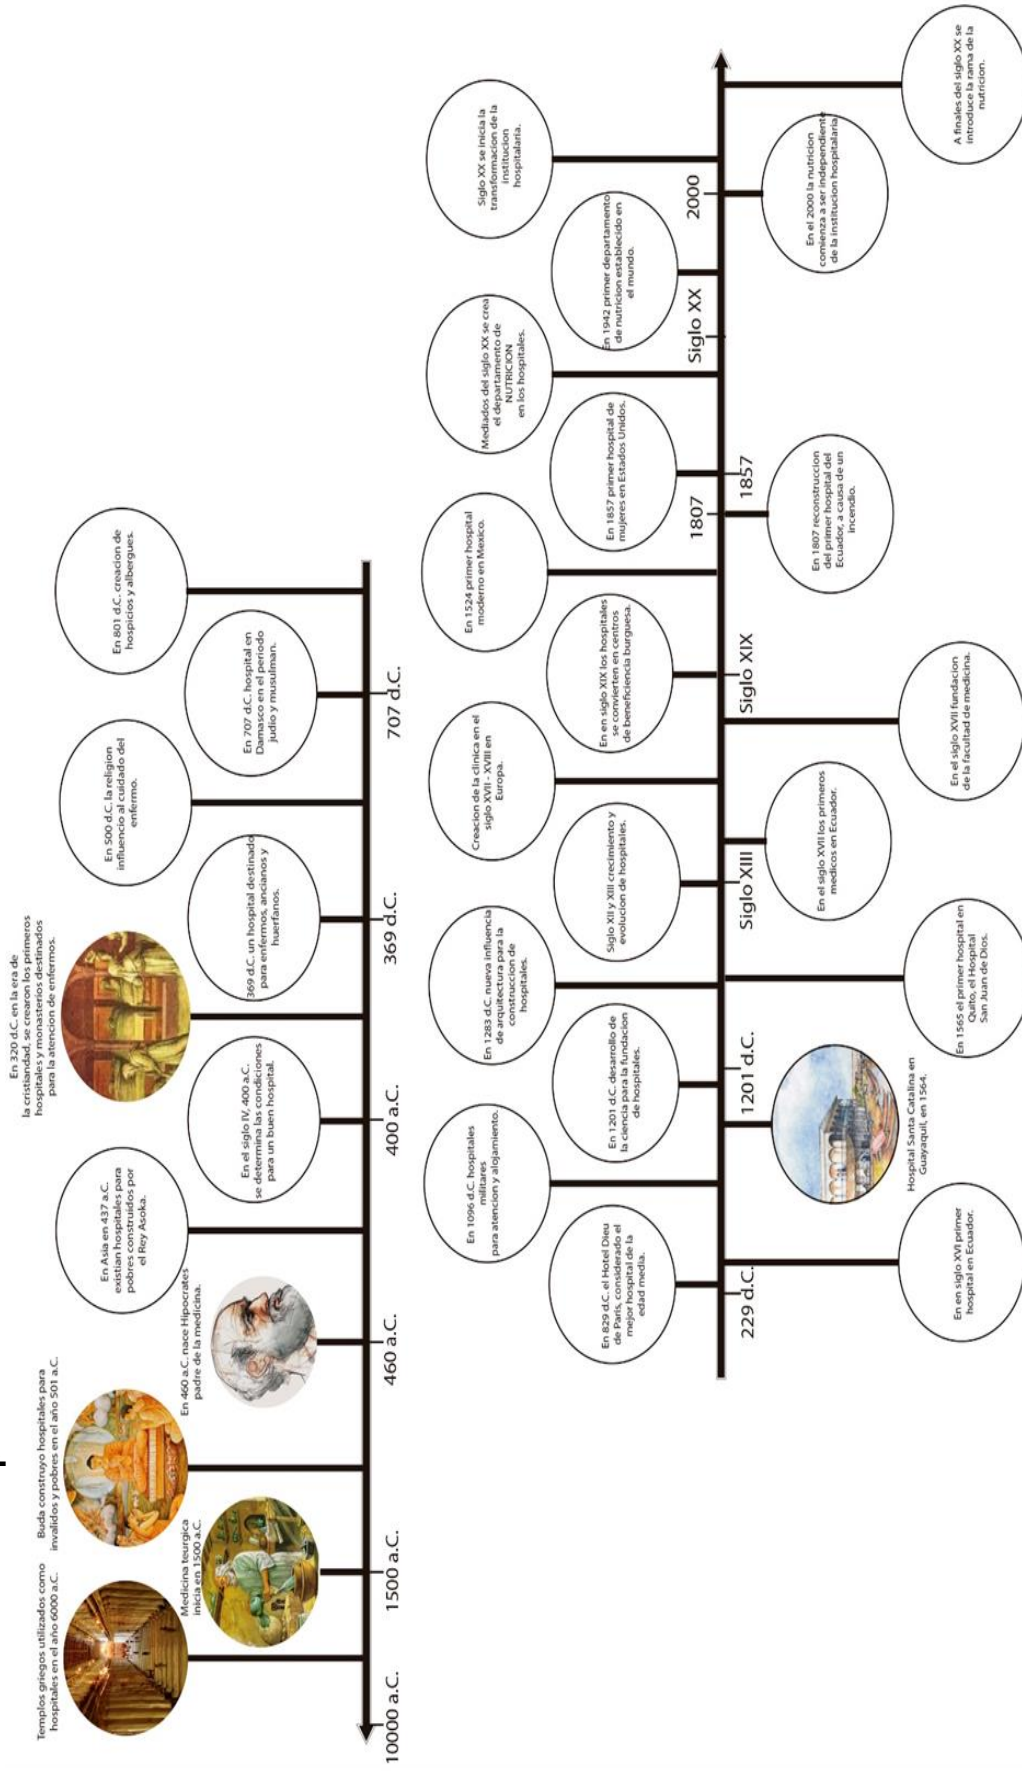 Templos griegos utilizados como
hospitales en el año 6000 a.C.
Medicina teurgica
inicia en 1500 a.C.
Buda construyo hospitales para
invalidos y pobres en el año 501 a.C.
En 460 a.C. nace Hipocrates
padre de la medicina.
En Asia en 437 a.C.
existian hospitales para
pobres construidos por
el Rey Asoka.
En el siglo IV, 400 a.C.
se determina las condiciones
para un buen hospital.
En 320 d.C. en la era de
la cristiandad, se crearon los primeros
hospitales y monasterios destinados
para la atencion de enfermos.
369 d.C. un hospital destinado
para enfermos, ancianos y
huerfanos.
En 500 d.C. la religion
influencio al cuidado del
enfermo.
En 707 d.C. hospital en
Damasco en el periodo
judio y musulman.
En 801 d.C. creacion de
hospicios y albergues.
10000 a.C.
1500 a.C.
460 a.C.
400 a.C.
369 d.C.
707 d.C.
En 829 d.C. el Hotel Dieu
de Paris, considerado el
mejor hospital de la
edad media.
En 1096 d.C. hospitales
militares
para atencion y alojamiento.
En 1201 d.C. desarrollo de
la ciencia para la fundacion
de hospitales.
En 1283 d.C. nueva influencia
de arquitectura para la
construccion de
hospitales.
Siglo XII y XIII crecimiento y
evolucion de hospitales.
Creacion de la clinica en el
siglo XVII - XVIII en
Europa.
En en siglo XIX los hospitales
se convierten en centros
de beneficiencia burguesa.
En 1524 primer hospital
moderno en Mexico.
En 1857 primer hospital de
mujeres en Estados Unidos.
Mediados del siglo XX se crea
el departamento de
NUTRICION
en los hospitales.
En 1942 primer departamento
de nutricion establecido en
el mundo.
Siglo XX se inicia la
transformacion de la
institucion
hospitalaria.
229 d.C.
1201 d.C.
Siglo XIII
Siglo XIX
1807
1857
Siglo XX
2000
En en siglo XVI primer
hospital en Ecuador.
Hospital Santa Catalina en
Guayaquil, en 1564.
En 1565 el primer hospital en
Quito, el Hospital
San Juan de Dios.
En el siglo XVII los primeros
medicos en Ecuador.
En el siglo XVII fundacion
de la facultad de medicina.
En 1807 reconstruccion
del primer hospital del
Ecuador, a causa de un
incendio.
En el 2000 la nutricion
comienza a ser independiente
de la institucion hospitalaria.
A finales del siglo XX se
introduce la rama de la
nutricion.